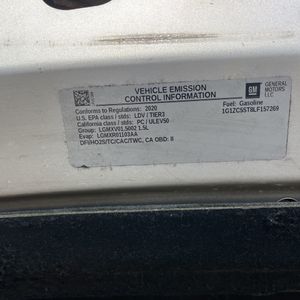 VEHICLE EMISSION
CONTROL INFORMATION
Conforms to Regulations: 2020
U.S. EPA class / stds: LDV / TIER3
California class / stds: PC / ULEV50
Group: LGMXV01.5002 1.5L
Evap: LGMXR0103AA
DFI/HO2S/TC/CAC/TWC, CA OBD: II
GM
GENERAL
MOTORS
LLC
Fuel: Gasoline
1G1ZC5ST8LF157269